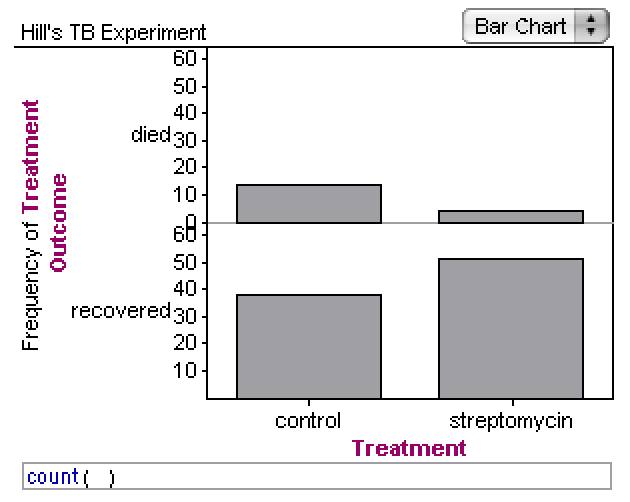 Hill's TB Experiment
Bar Chart
Frequency of Treatment
Outcome
died
60
50
40
30
20
10
0
recovered
60
50
40
30
20
10
control
streptomycin
Treatment
count( )